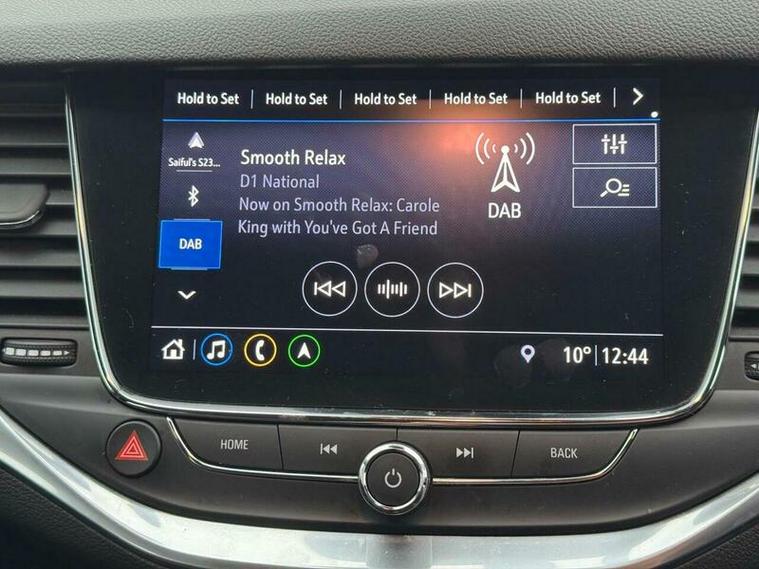 Hold to Set Hold to Set Hold to Set Hold to Set Hold to Set
Saiful's S23...
Smooth Relax
D1 National
Now on Smooth Relax: Carole
King with You've Got A Friend
DAB
DAB
10° 12:44
HOME BACK